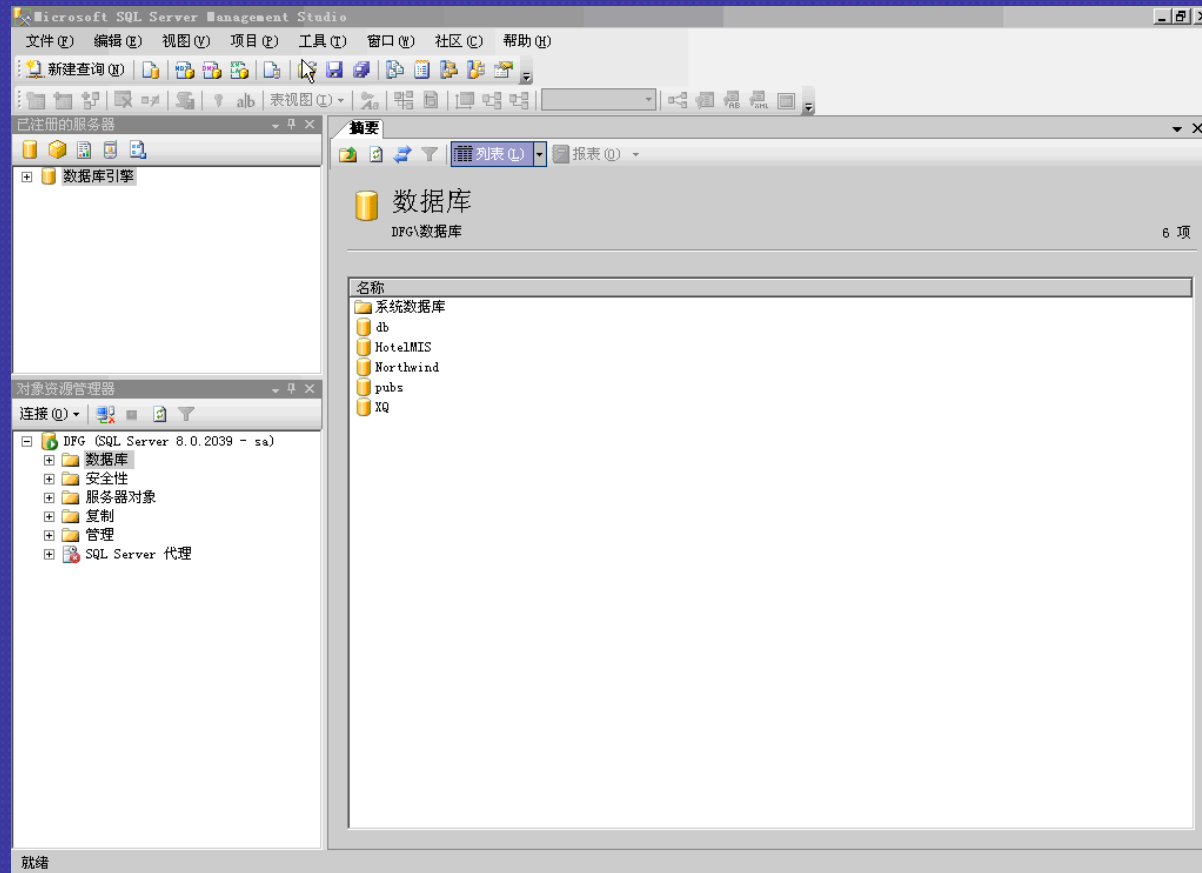 Microsoft SQL Server Management Studio
文件(F) 编辑(E) 视图(V) 项目(P) 工具(T) 窗口(W) 社区(C) 帮助(H)
新建查询(N)
表视图(I)
已注册的服务器
数据库引擎
对象资源管理器
连接(O)
DFG (SQL Server 8.0.2039 - sa)
数据库
安全性
服务器对象
复制
管理
SQL Server 代理
摘要
列表(L) 报表(O)
数据库
DFG\数据库 6 项
名称
系统数据库
db
HotelMIS
Northwind
pubs
XQ
就绪